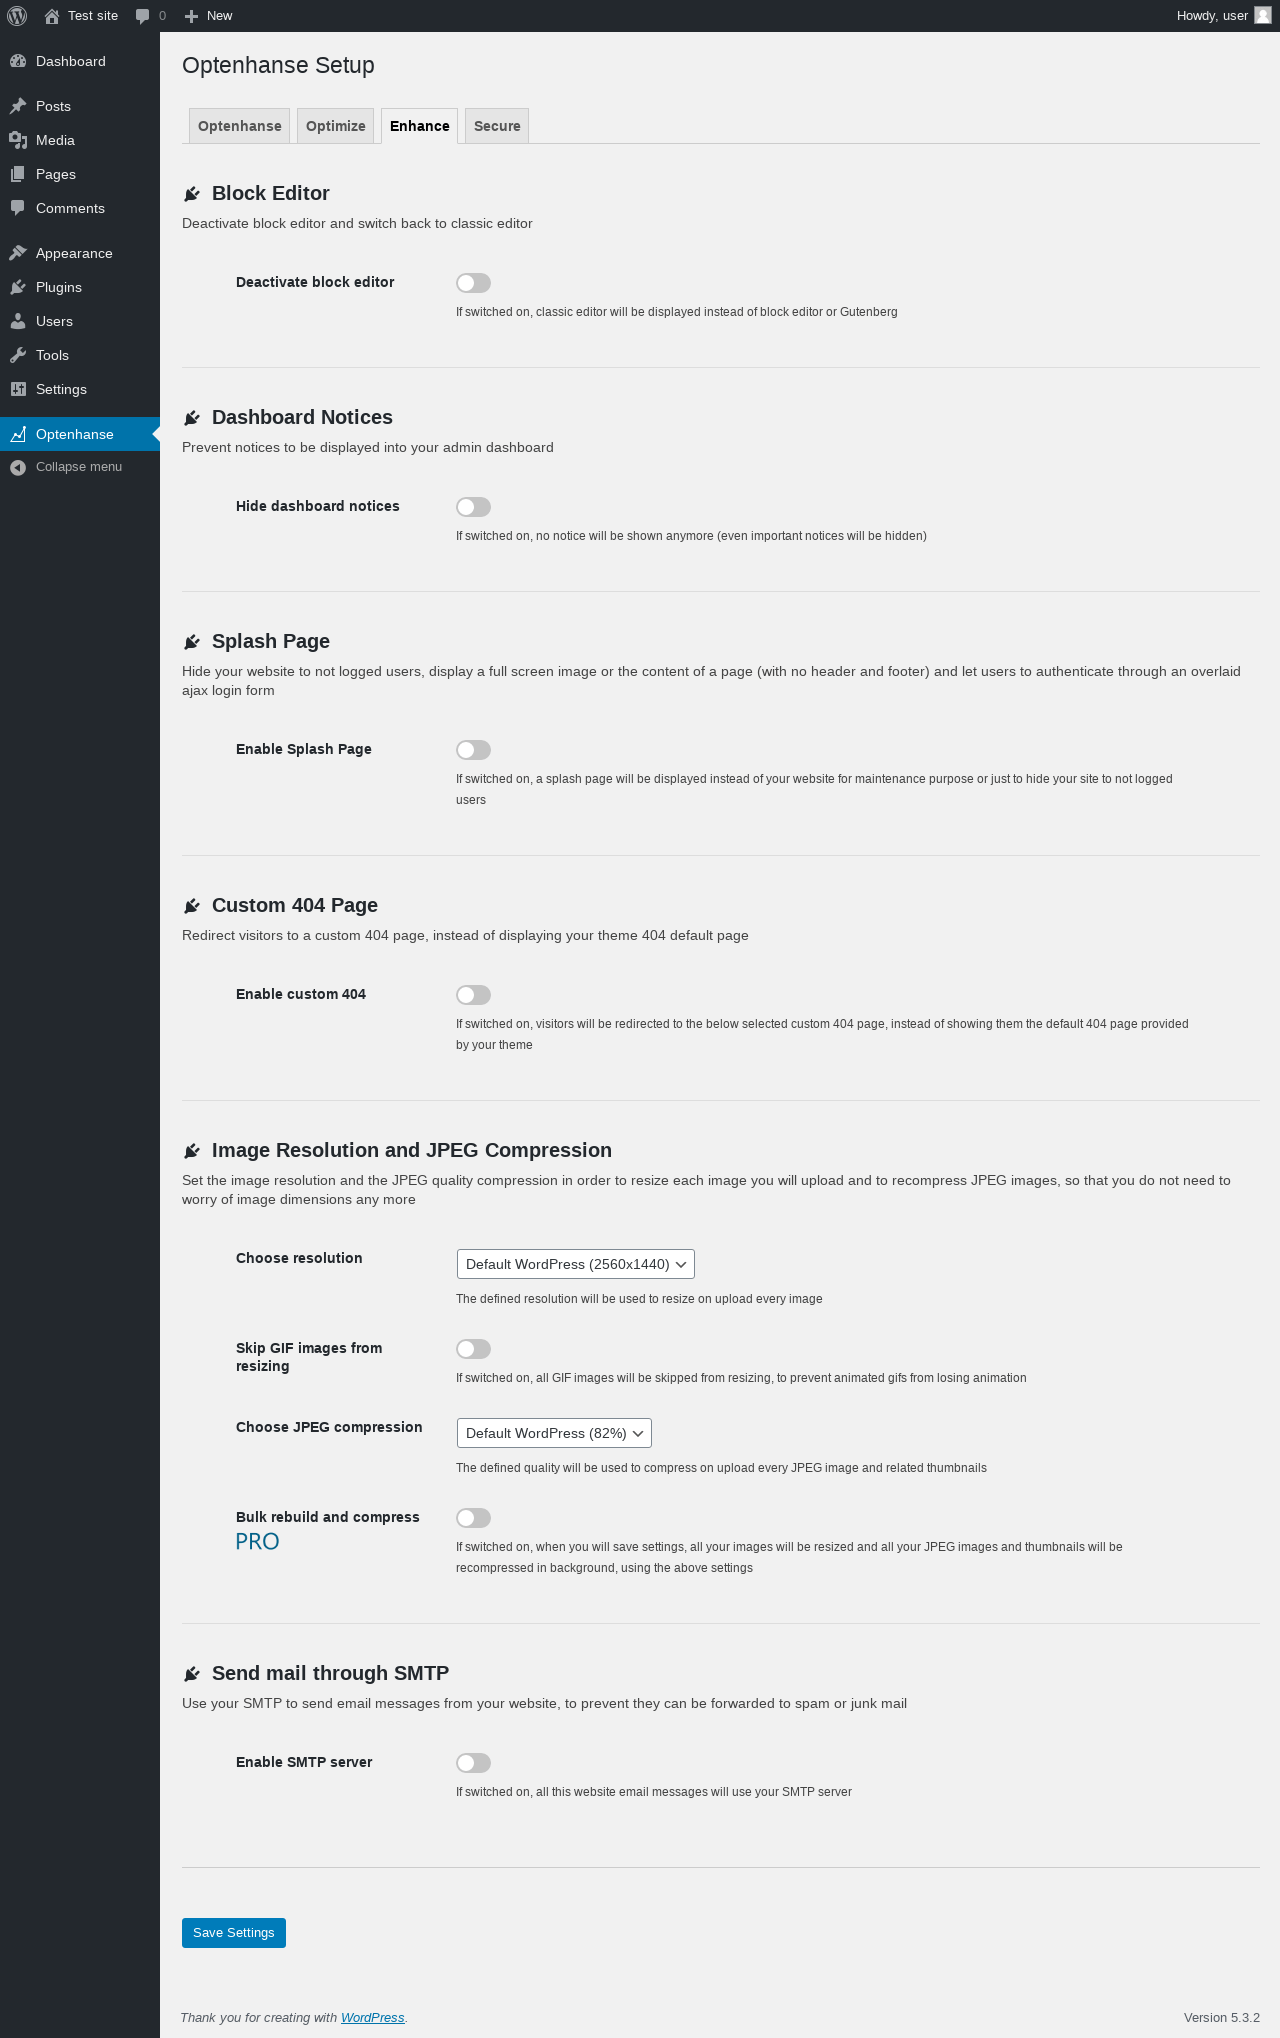 Test site
0
New
Howdy, user
Dashboard
Posts
Media
Pages
Comments
Appearance
Plugins
Users
Tools
Settings
Optenhanse
Collapse menu
Optenhanse Setup
Optenhanse
Optimize
Enhance
Secure
Block Editor
Deactivate block editor and switch back to classic editor
Deactivate block editor
If switched on, classic editor will be displayed instead of block editor or Gutenberg
Dashboard Notices
Prevent notices to be displayed into your admin dashboard
Hide dashboard notices
If switched on, no notice will be shown anymore (even important notices will be hidden)
Splash Page
Hide your website to not logged users, display a full screen image or the content of a page (with no header and footer) and let users to authenticate through an overlaid
ajax login form
Enable Splash Page
If switched on, a splash page will be displayed instead of your website for maintenance purpose or just to hide your site to not logged
users
Custom 404 Page
Redirect visitors to a custom 404 page, instead of displaying your theme 404 default page
Enable custom 404
If switched on, visitors will be redirected to the below selected custom 404 page, instead of showing them the default 404 page provided
by your theme
Image Resolution and JPEG Compression
Set the image resolution and the JPEG quality compression in order to resize each image you will upload and to recompress JPEG images, so that you do not need to
worry of image dimensions any more
Choose resolution
Default WordPress (2560x1440)
The defined resolution will be used to resize on upload every image
Skip GIF images from
resizing
If switched on, all GIF images will be skipped from resizing, to prevent animated gifs from losing animation
Choose JPEG compression
Default WordPress (82%)
The defined quality will be used to compress on upload every JPEG image and related thumbnails
Bulk rebuild and compress
PRO
If switched on, when you will save settings, all your images will be resized and all your JPEG images and thumbnails will be
recompressed in background, using the above settings
Send mail through SMTP
Use your SMTP to send email messages from your website, to prevent they can be forwarded to spam or junk mail
Enable SMTP server
If switched on, all this website email messages will use your SMTP server
Save Settings
Thank you for creating with WordPress.
Version 5.3.2